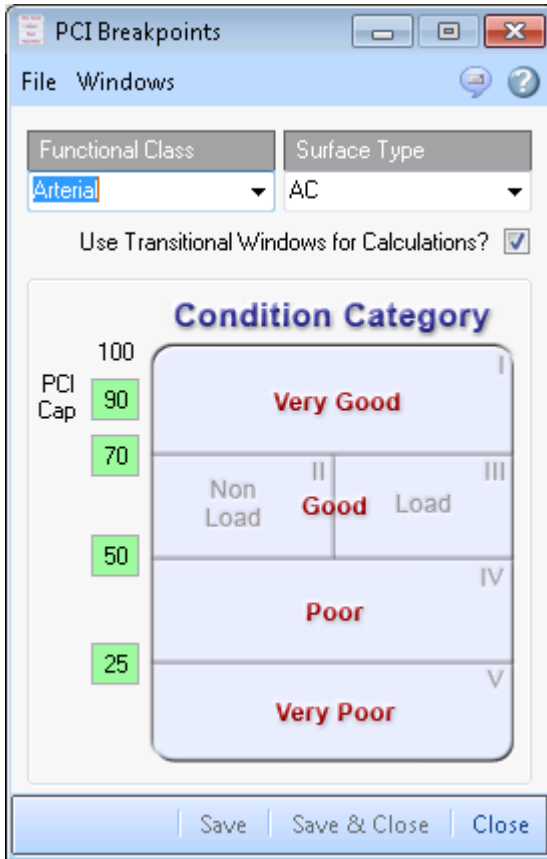 PCI Breakpoints
File Windows
Functional Class
Surface Type
Arterial
AC
Use Transitional Windows for Calculations?
Condition Category
100
I
PCI Cap
90
Very Good
70
II
III
Non Load
Good
Load
50
IV
Poor
25
V
Very Poor
Save
Save & Close
Close